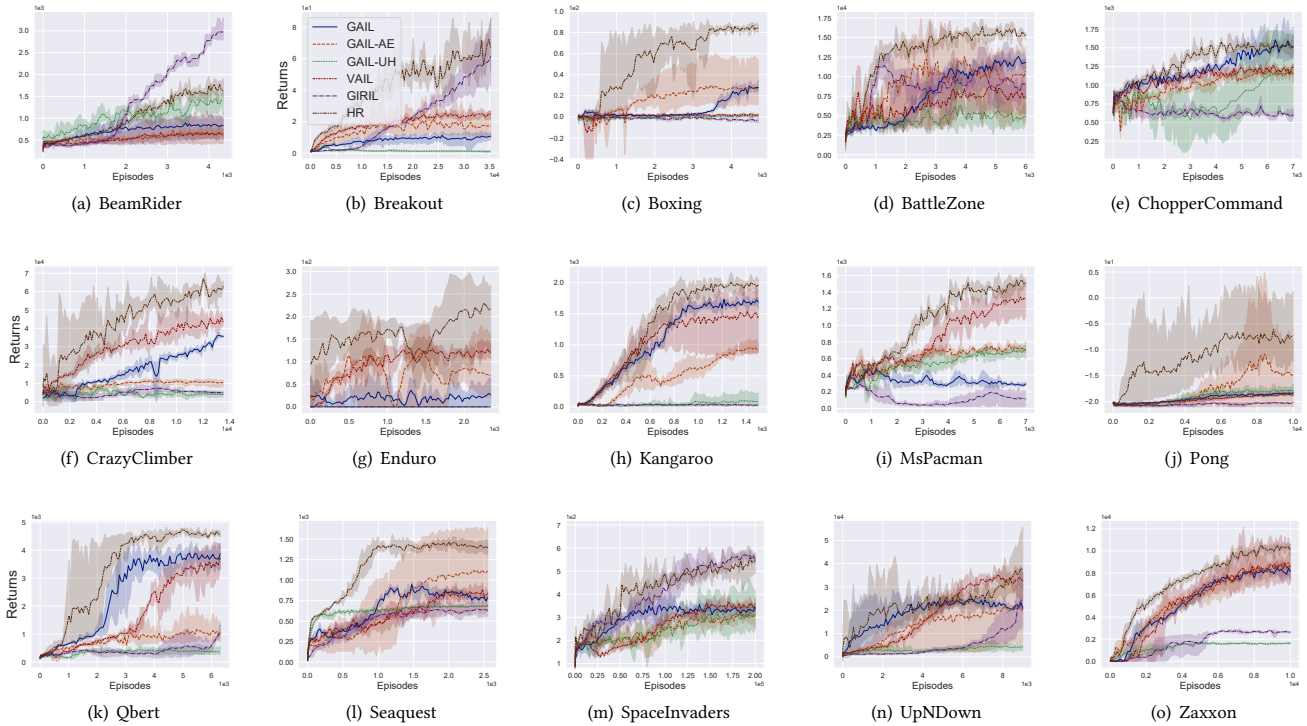 1e3 1e1 1e2 1e4 1e3
Returns
3.0
2.5
2.0
1.5
1.0
0.5
0 1 2 3 4
Episodes
1e3
Returns
8
6
4
2
0
GAIL
GAIL-AE
GAIL-UH
VAIL
GIRIL
HR
0.0 0.5 1.0 1.5 2.0 2.5 3.0 3.5
Episodes
1e4
1.0
0.8
0.6
0.4
0.2
0.0
−0.2
−0.4
0 1 2 3 4
Episodes
1e3
1.75
1.50
1.25
1.00
0.75
0.50
0.25
0.00
0 1 2 3 4 5 6
Episodes
1e3
1.75
1.50
1.25
1.00
0.75
0.50
0.25
0 1 2 3 4 5 6 7
Episodes
1e3
(a) BeamRider (b) Breakout (c) Boxing (d) BattleZone (e) ChopperCommand
1e4 1e2 1e3 1e3 1e1
Returns
7
6
5
4
3
2
1
0
0.0 0.2 0.4 0.6 0.8 1.0 1.2 1.4
Episodes
1e4
3.0
2.5
2.0
1.5
1.0
0.5
0.0
0.0 0.5 1.0 1.5 2.0
Episodes
1e3
2.0
1.5
1.0
0.5
0.0
0.0 0.2 0.4 0.6 0.8 1.0 1.2 1.4
Episodes
1e3
1.6
1.4
1.2
1.0
0.8
0.6
0.4
0.2
0.0
0 1 2 3 4 5 6 7
Episodes
1e3
0.5
0.0
−0.5
−1.0
−1.5
−2.0
0.0 0.2 0.4 0.6 0.8 1.0
Episodes
1e4
(f) CrazyClimber (g) Enduro (h) Kangaroo (i) MsPacman (j) Pong
1e3 1e3 1e2 1e4 1e4
Returns
5
4
3
2
1
0
0 1 2 3 4 5 6
Episodes
1e3
1.50
1.25
1.00
0.75
0.50
0.25
0.00
0.0 0.5 1.0 1.5 2.0 2.5
Episodes
1e3
7
6
5
4
3
2
1
0.00 0.25 0.50 0.75 1.00 1.25 1.50 1.75 2.00
Episodes
1e5
6
4
2
0
0 2 4 6 8
Episodes
1e3
1.2
1.0
0.8
0.6
0.4
0.2
0.0
0.0 0.2 0.4 0.6 0.8 1.0
Episodes
1e4
(k) Qbert (l) Seaquest (m) SpaceInvaders (n) UpNDown (o) Zaxxon